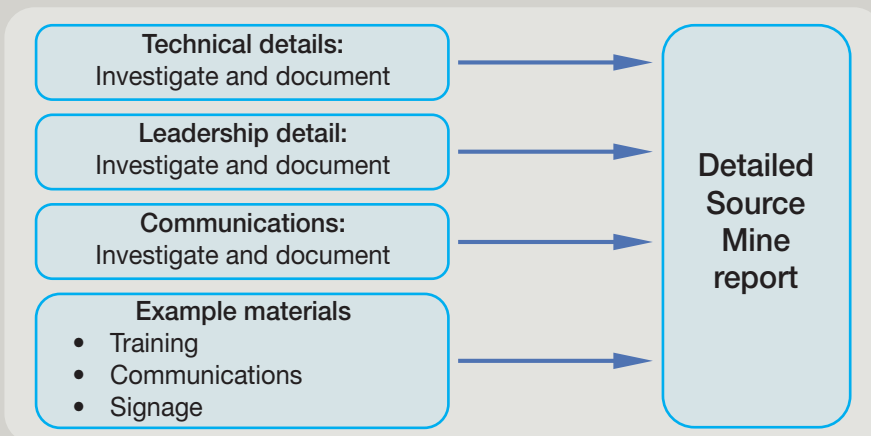 Technical details:
Investigate and document
Leadership detail:
Investigate and document
Communications:
Investigate and document
Example materials
• Training
• Communications
• Signage
Detailed
Source
Mine
report